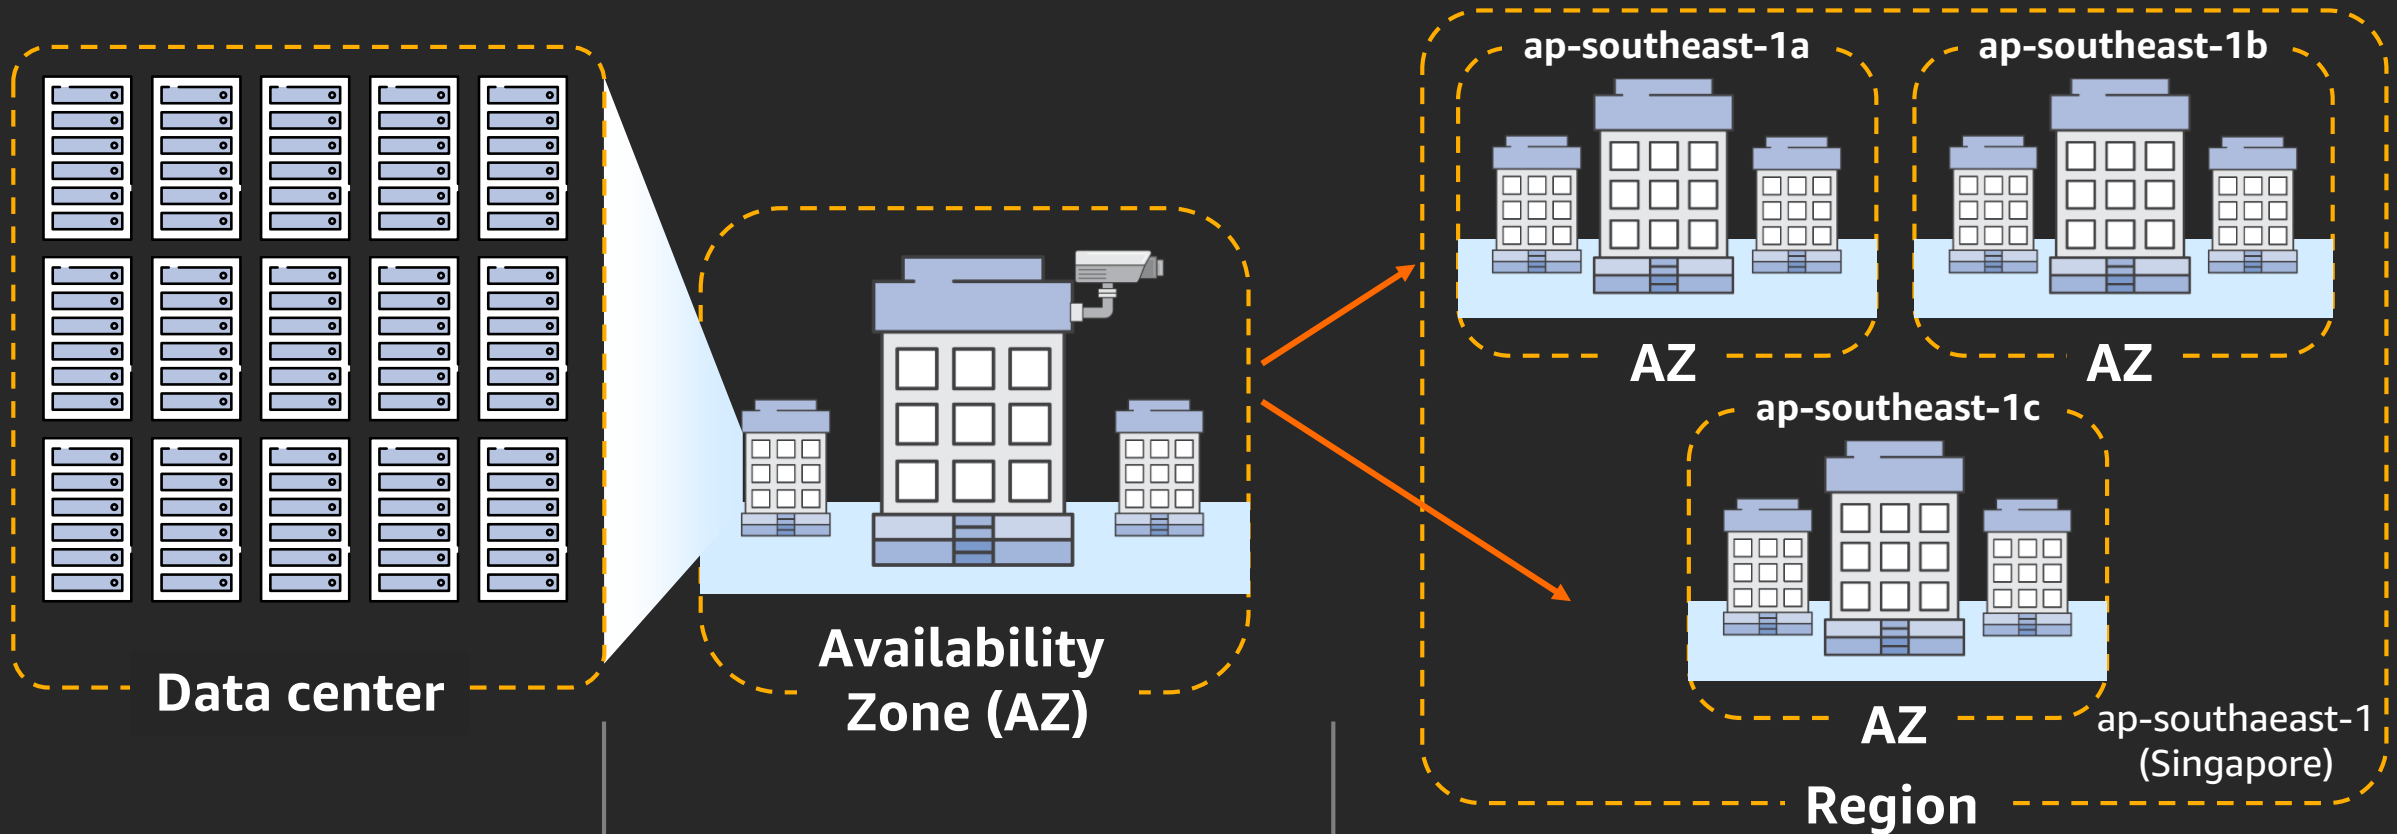 Data center
Availability
Zone (AZ)
ap-southeast-1a
AZ
ap-southeast-1b
AZ
ap-southeast-1c
AZ
ap-southaeast-1
(Singapore)
Region